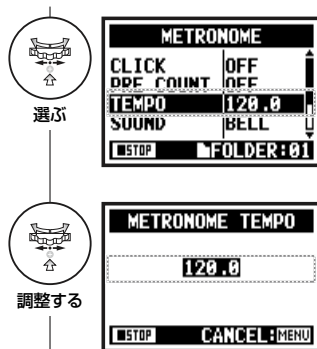 METRONOME
CLICK OFF
PRE COUNT OFF
TEMPO 120.0
SOUND BELL
STOP FOLDER:01
選ぶ
METRONOME TEMPO
120.0
STOP CANCEL:MENU
調整する